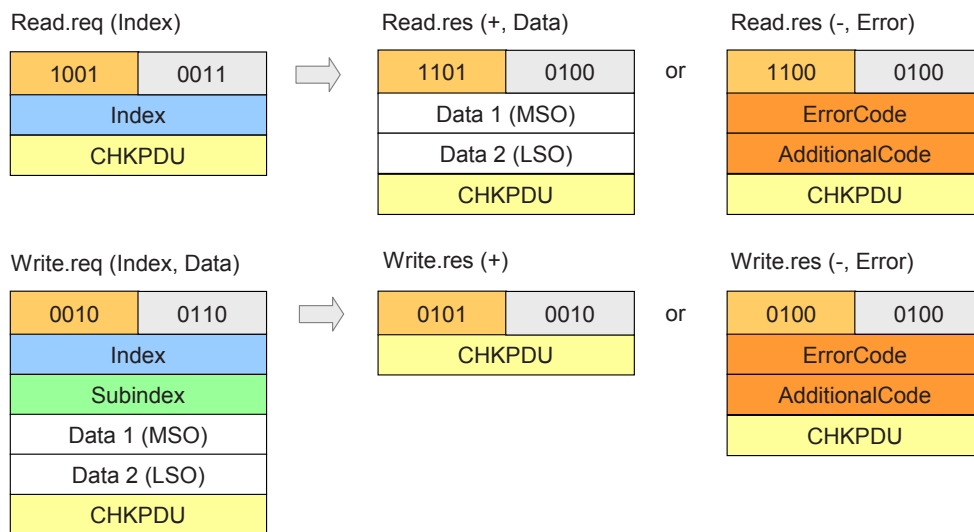 Read.req (Index)
Read.res (+, Data)
Read.res (-, Error)
1001 0011
1101 0100
or
1100 0100
Index
Data 1 (MSO)
ErrorCode
CHKPDU
Data 2 (LSO)
AdditionalCode
CHKPDU
CHKPDU
Write.req (Index, Data)
Write.res (+)
Write.res (-, Error)
0010 0110
0101 0010
or
0100 0100
Index
CHKPDU
ErrorCode
Subindex
AdditionalCode
Data 1 (MSO)
CHKPDU
Data 2 (LSO)
CHKPDU